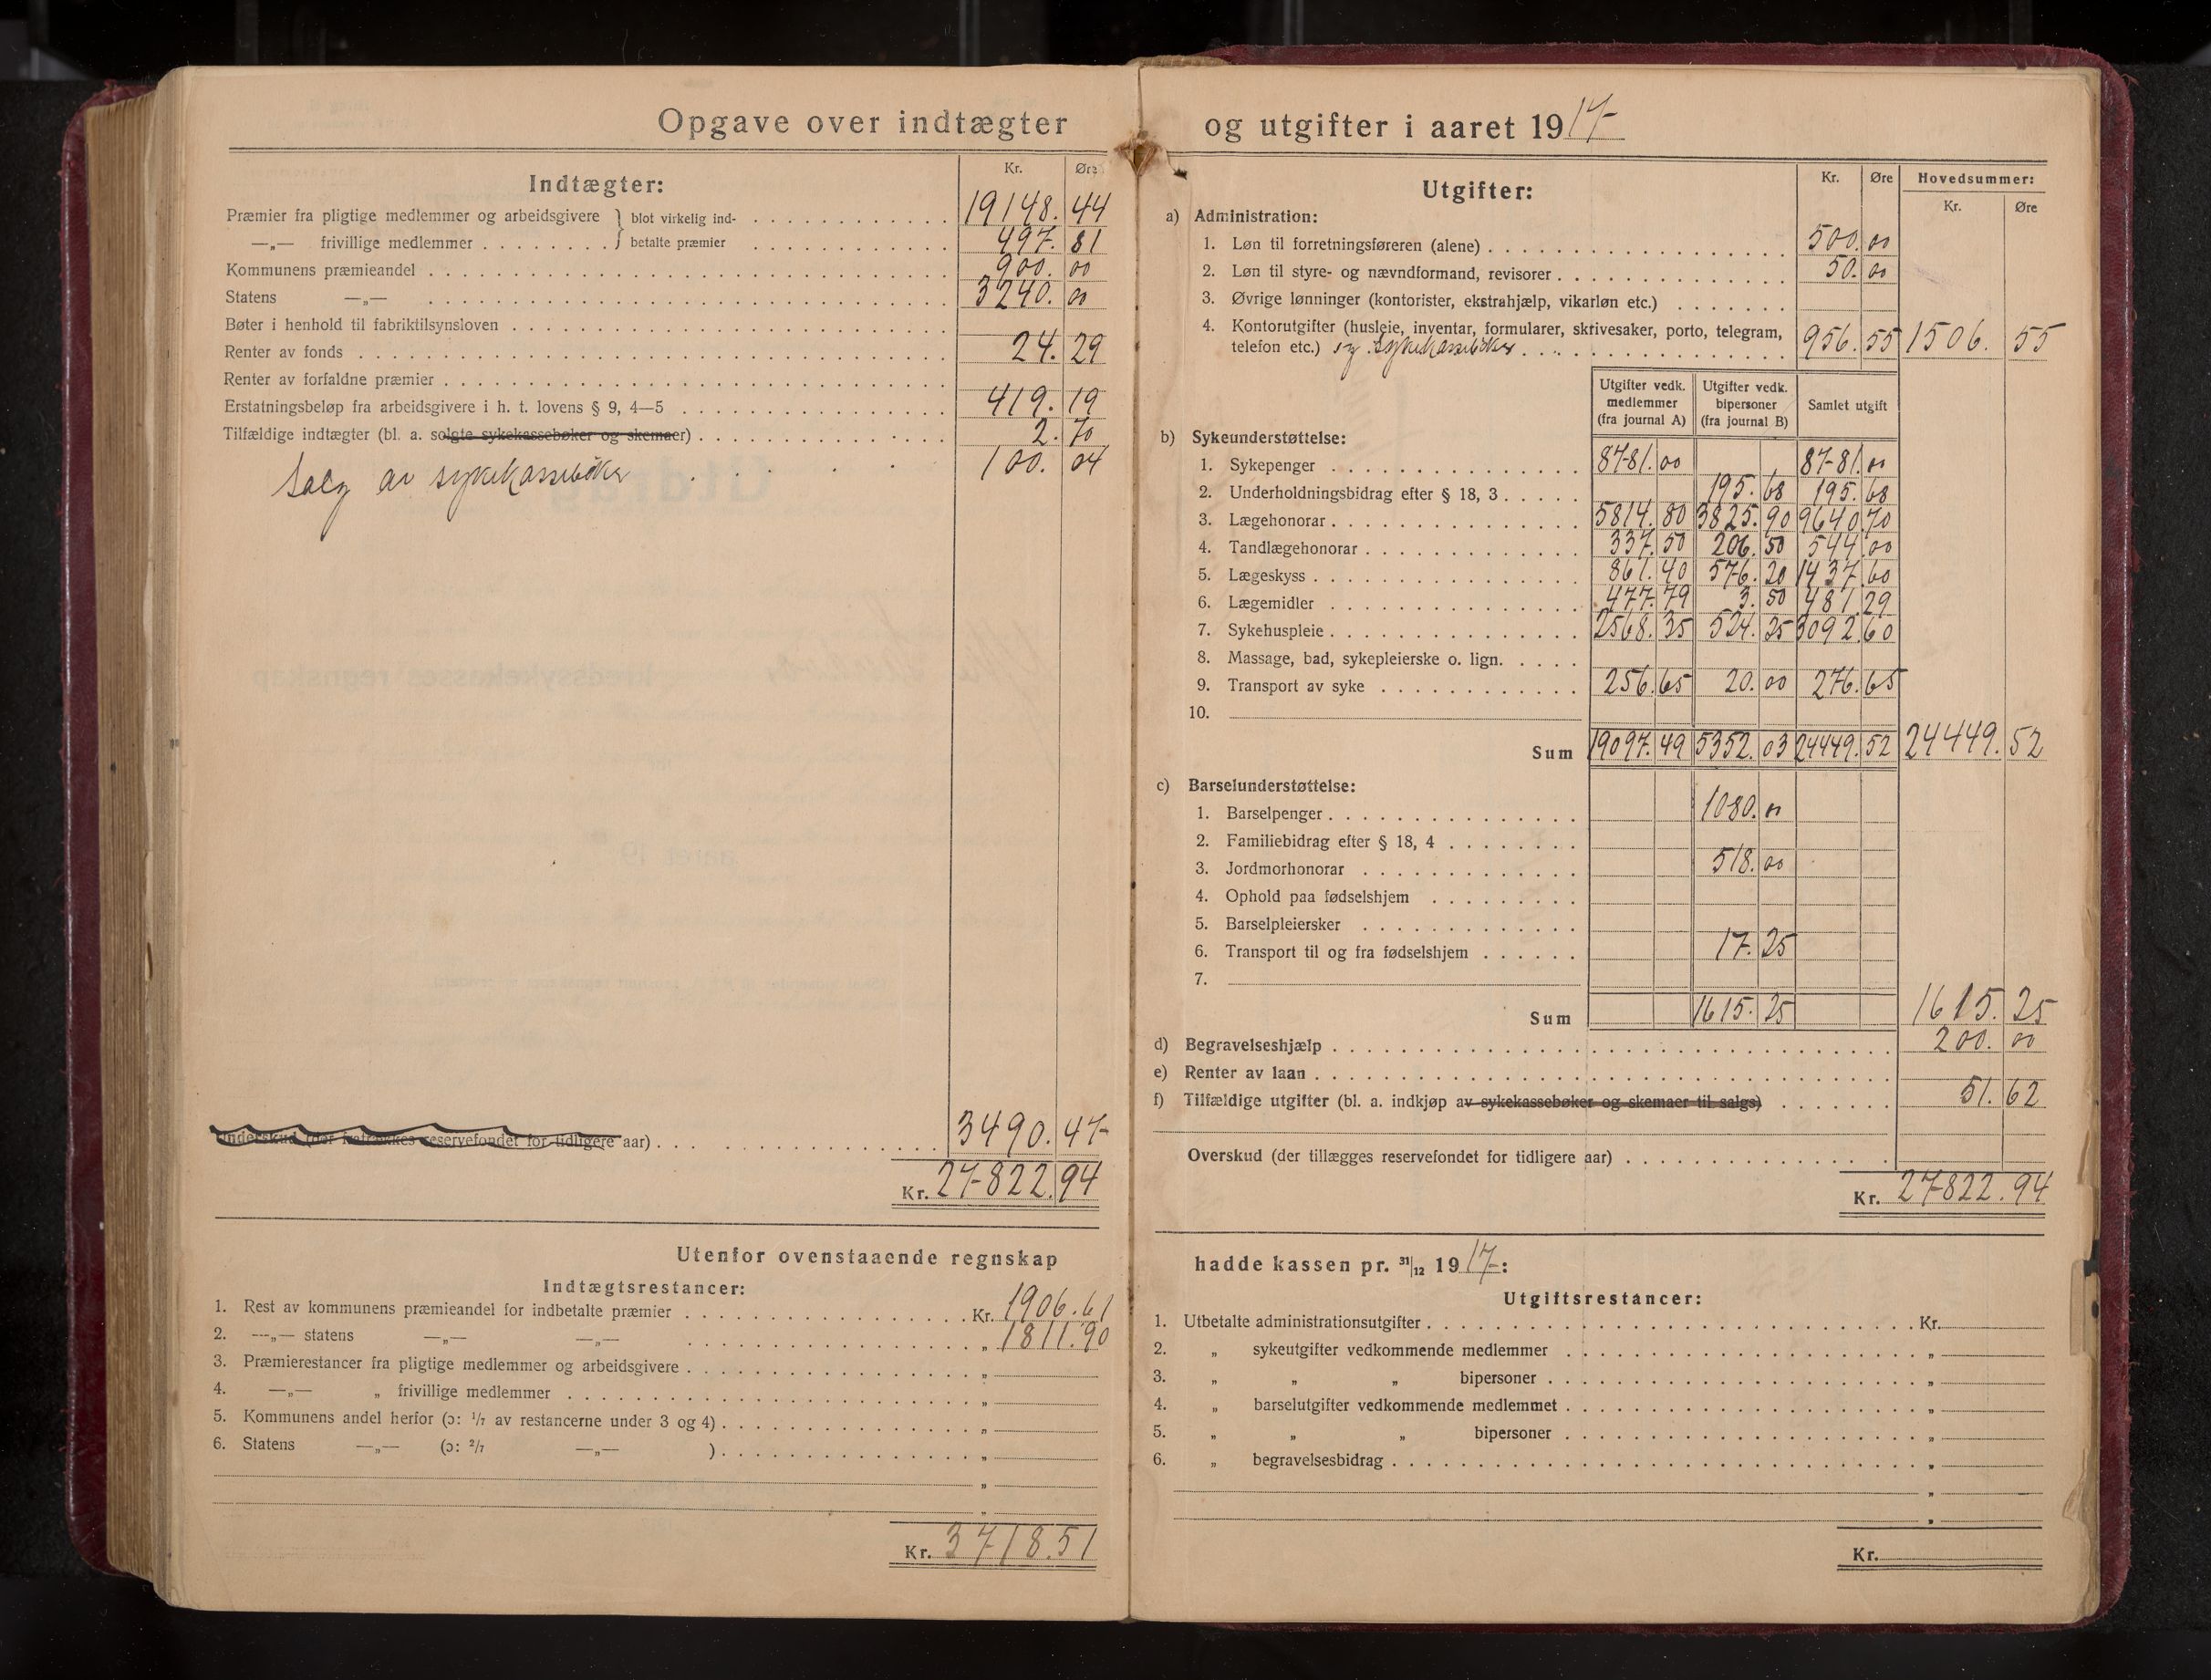 Opgave over indtægter
Kr. Øre
Indtægter:
Præmier fra pligtige medlemmer og arbeidsgivere } blot virkelig ind- 19148. 44
—„— frivillige medlemmer } betalte præmier 497. 81
Kommunens præmieandel 900. 00
Statens —„— 3240. 00
Bøter i henhold til fabriktilsynsloven
Renter av fonds 24. 29
Renter av forfaldne præmier
Erstatningsbeløp fra arbeidsgivere i h. t. lovens § 9, 4—5 419. 19
Tilfældige indtægter (bl. a. solgte sykekassebøker og skemaer) 2. 70
Salg av sykekassebøker 100. 04
Underskud (der fratrækkes reservefondet for tidligere aar) 3490. 47
Kr. 27822. 94
Utenfor ovenstaaende regnskap
Indtægtsrestancer:
1. Rest av kommunens præmieandel for indbetalte præmier Kr. 1906. 61
2. —„— statens —„— —„— „ 1811. 90
3. Præmierestancer fra pligtige medlemmer og arbeidsgivere „
4. —„— „ frivillige medlemmer „
5. Kommunens andel herfor (ɔ: 1/7 av restancerne under 3 og 4) „
6. Statens —„— (ɔ: 2/7 —„— ) „
„
„
Kr. 3718. 51
og utgifter i aaret 1917
Kr. Øre Hovedsummer:
Utgifter: Kr. Øre
a) Administration:
1. Løn til forretningsføreren (alene) 500. 00
2. Løn til styre- og nævndformand, revisorer 50. 00
3. Øvrige lønninger (kontorister, ekstrahjælp, vikarløn etc.)
4. Kontorutgifter (husleie, inventar, formularer, skrivesaker, porto, telegram,
telefon etc.) og sykekassebøker 956. 55 1506. 55
Utgifter vedk. medlemmer (fra journal A) Utgifter vedk. bipersoner (fra journal B) Samlet utgift
b) Sykeunderstøttelse:
1. Sykepenger 8781. 00 8781. 00
2. Underholdningsbidrag efter § 18, 3 195. 68 195. 68
3. Lægehonorar 5814. 80 3825. 90 9640. 70
4. Tandlægehonorar 337. 50 206. 50 544. 00
5. Lægeskyss 861. 40 576. 20 1437. 60
6. Lægemidler 477. 79 3. 50 481. 29
7. Sykehuspleie 2568. 35 524. 25 3092. 60
8. Massage, bad, sykepleierske o. lign.
9. Transport av syke 256. 65 20. 00 276. 65
10.
Sum 19097. 49 5352. 03 24449. 52 24449. 52
c) Barselunderstøttelse:
1. Barselpenger 1080. 00
2. Familiebidrag efter § 18, 4
3. Jordmorhonorar 518. 00
4. Ophold paa fødselshjem
5. Barselpleiersker
6. Transport til og fra fødselshjem 17. 25
7.
Sum 1615. 25 1615. 25
d) Begravelseshjælp 200. 00
e) Renter av laan
f) Tilfældige utgifter (bl. a. indkjøp av sykekassebøker og skemaer til salgs) 51. 62
Overskud (der tillægges reservefondet for tidligere aar)
Kr. 27822. 94
hadde kassen pr. 31/12 1917:
Utgiftsrestancer:
1. Utbetalte administrationsutgifter Kr.
2. „ sykeutgifter vedkommende medlemmer „
3. „ „ „ bipersoner „
4. „ barselutgifter vedkommende medlemmet „
5. „ „ „ bipersoner „
6. „ begravelsesbidrag „
„
„
Kr.